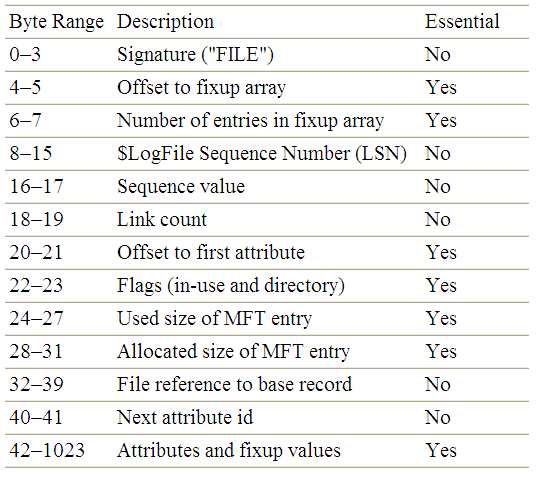 Byte Range Description Essential
0–3 Signature ("FILE") No
4–5 Offset to fixup array Yes
6–7 Number of entries in fixup array Yes
8–15 $LogFile Sequence Number (LSN) No
16–17 Sequence value No
18–19 Link count No
20–21 Offset to first attribute Yes
22–23 Flags (in-use and directory) Yes
24–27 Used size of MFT entry Yes
28–31 Allocated size of MFT entry Yes
32–39 File reference to base record No
40–41 Next attribute id No
42–1023 Attributes and fixup values Yes